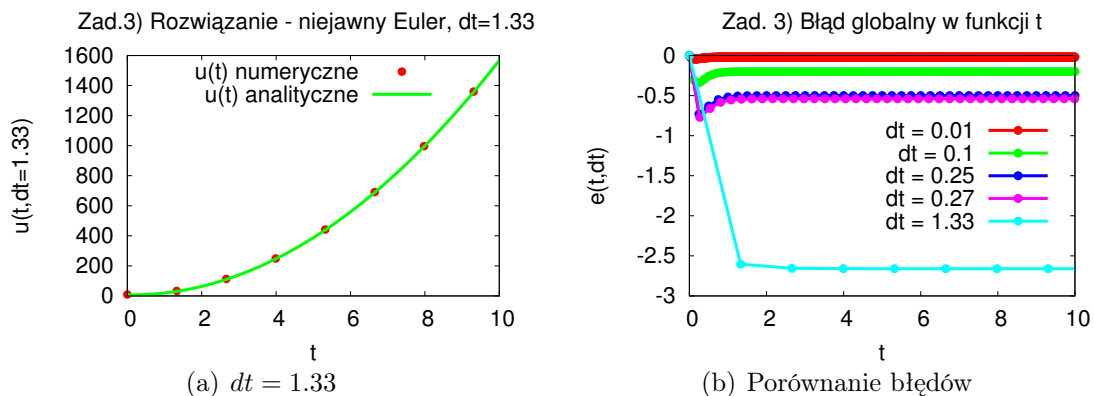 Zad.3) Rozwiązanie - niejawny Euler, dt=1.33
u(t,dt=1.33)
1600
1400
1200
1000
800
600
400
200
0
u(t) numeryczne
u(t) analityczne
0 2 4 6 8 10
t
(a) dt = 1.33
Zad. 3) Błąd globalny w funkcji t
e(t,dt)
0
-0.5
-1
-1.5
-2
-2.5
-3
dt = 0.01
dt = 0.1
dt = 0.25
dt = 0.27
dt = 1.33
0 2 4 6 8 10
t
(b) Porównanie błędów